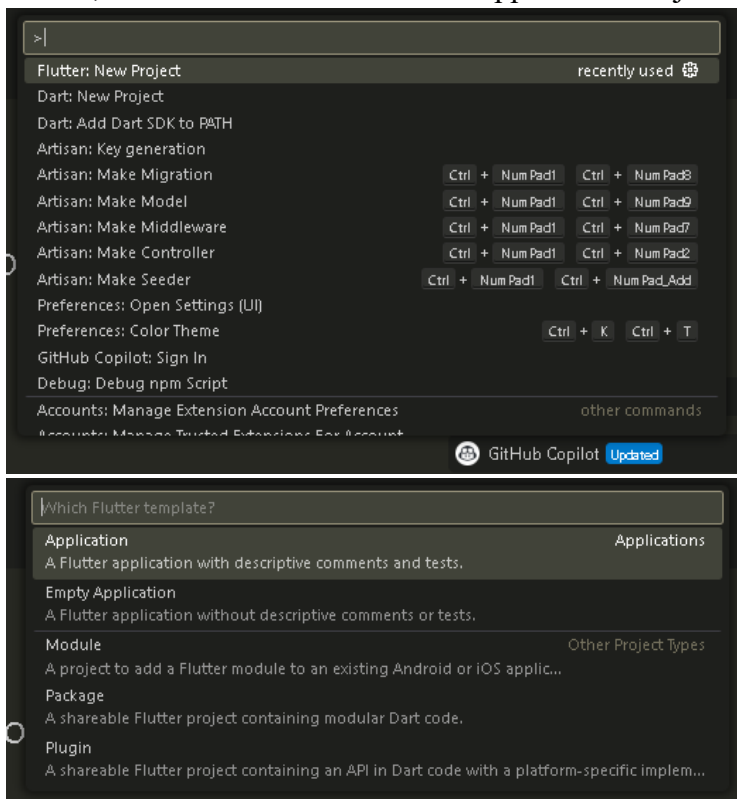 >
Flutter: New Project recently used
Dart: New Project
Dart: Add Dart SDK to PATH
Artisan: Key generation
Artisan: Make Migration Ctrl + NumPad1 Ctrl + NumPad8
Artisan: Make Model Ctrl + NumPad1 Ctrl + NumPad9
Artisan: Make Middleware Ctrl + NumPad1 Ctrl + NumPad7
Artisan: Make Controller Ctrl + NumPad1 Ctrl + NumPad2
Artisan: Make Seeder Ctrl + NumPad1 Ctrl + NumPad_Add
Preferences: Open Settings (UI)
Preferences: Color Theme Ctrl + K Ctrl + T
GitHub Copilot: Sign In
Debug: Debug npm Script
Accounts: Manage Extension Account Preferences other commands
Accounts: Manage Trusted Extensions For Account
GitHub Copilot Updated
Which Flutter template?
Application Applications
A Flutter application with descriptive comments and tests.
Empty Application
A Flutter application without descriptive comments or tests.
Module Other Project Types
A project to add a Flutter module to an existing Android or iOS applic...
Package
A shareable Flutter project containing modular Dart code.
Plugin
A shareable Flutter project containing an API in Dart code with a platform-specific implem...